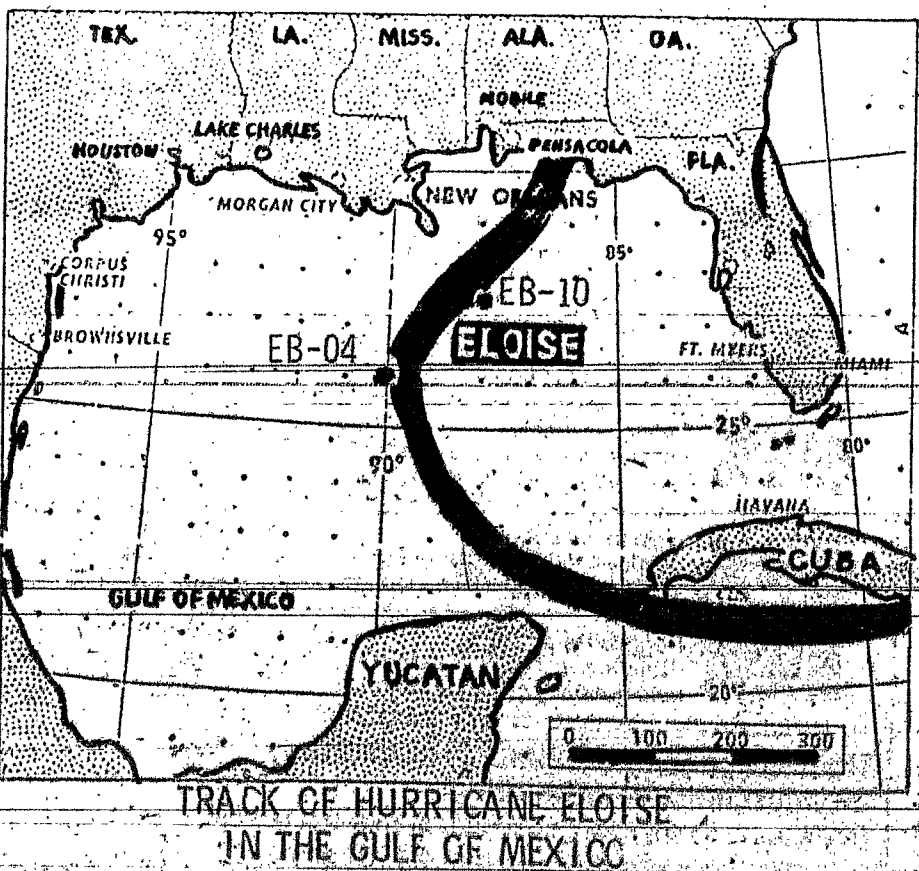 TEX.
LA.
MISS.
ALA.
GA.
MOBILE
LAKE CHARLES
HOUSTON
PENSACOLA
FLA.
NEW ORLEANS
MORGAN CITY
95°
85°
CORPUS
CHRISTI
EB-10
BROWNSVILLE
EB-04
ELOISE
FT. MYERS
MIAMI
25°
80°
90°
HAVANA
CUBA
GULF OF MEXICO
YUCATAN
20°
0 100 200 300
TRACK OF HURRICANE ELOISE
IN THE GULF OF MEXICO